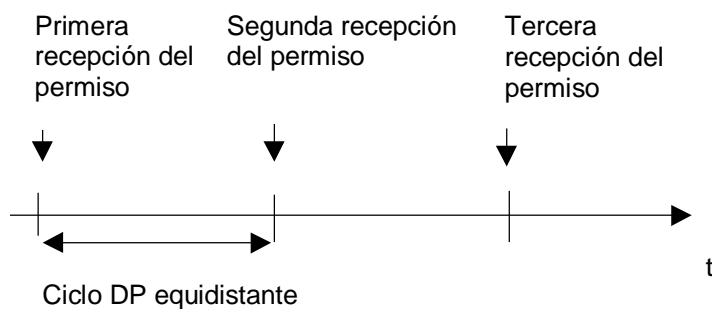 Primera
recepción del
permiso
Segunda recepción
del permiso
Tercera
recepción del
permiso
t
Ciclo DP equidistante